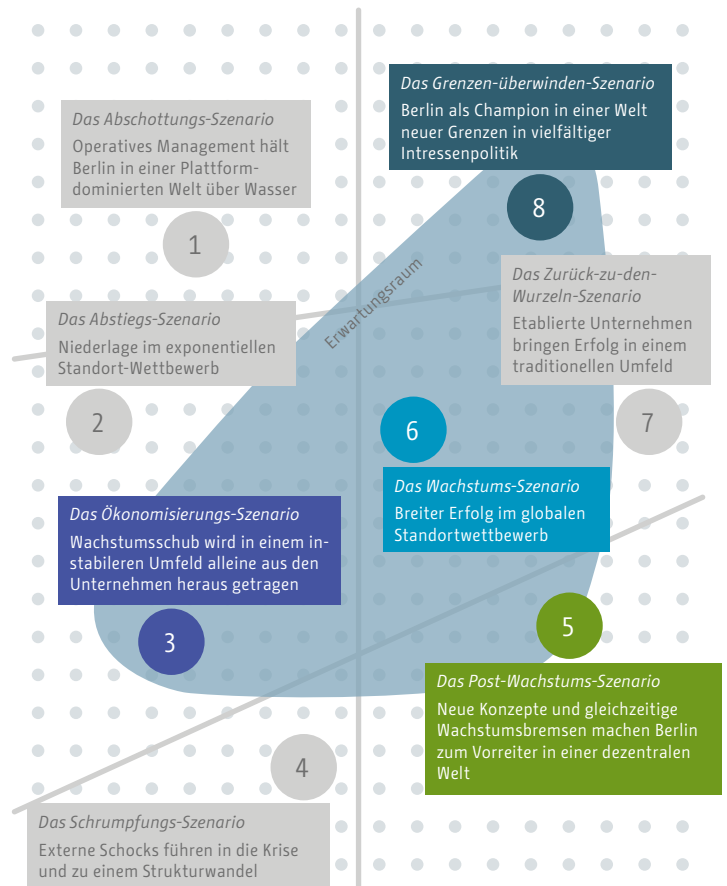 Das Grenzen-überwinden-Szenario
Berlin als Champion in einer Welt
neuer Grenzen in vielfältiger
Intressenpolitik
8
Das Abschottungs-Szenario
Operatives Management hält
Berlin in einer Plattform-
dominierten Welt über Wasser
1
Erwartungsraum
Das Zurück-zu-den-
Wurzeln-Szenario
Etablierte Unternehmen
bringen Erfolg in einem
traditionellen Umfeld
7
Das Abstiegs-Szenario
Niederlage im exponentiellen
Standort-Wettbewerb
2
6
Das Wachstums-Szenario
Breiter Erfolg im globalen
Standortwettbewerb
Das Ökonomisierungs-Szenario
Wachstumsschub wird in einem in-
stabileren Umfeld alleine aus den
Unternehmen heraus getragen
3
5
Das Post-Wachstums-Szenario
Neue Konzepte und gleichzeitige
Wachstumsbremsen machen Berlin
zum Vorreiter in einer dezentralen
Welt
4
Das Schrumpfungs-Szenario
Externe Schocks führen in die Krise
und zu einem Strukturwandel